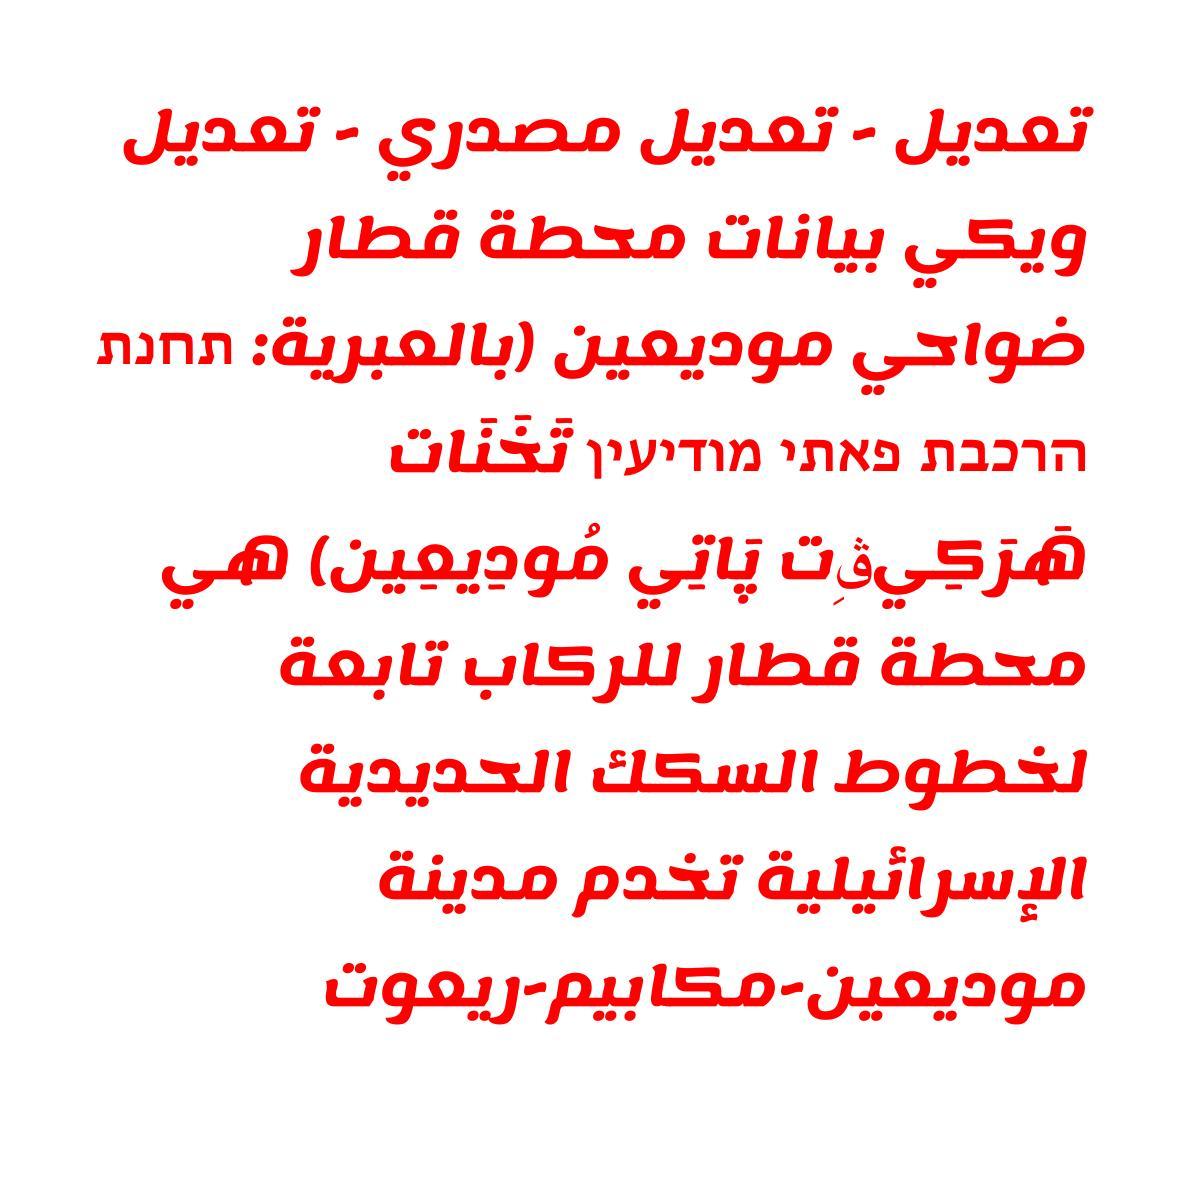 تعديل - تعديل مصدري - تعديل
ويكي بيانات محطة قطار
ضواحي موديعين (بالعبرية: תחנת
הרכבת פאתי מודיעין تَخَنَات
هَرَكِيڤِت پَاتِي مُودِيعِين) هي
محطة قطار للركاب تابعة
لخطوط السكك الحديدية
الإسرائيلية تخدم مدينة
موديعين-مكابيم-ريعوت